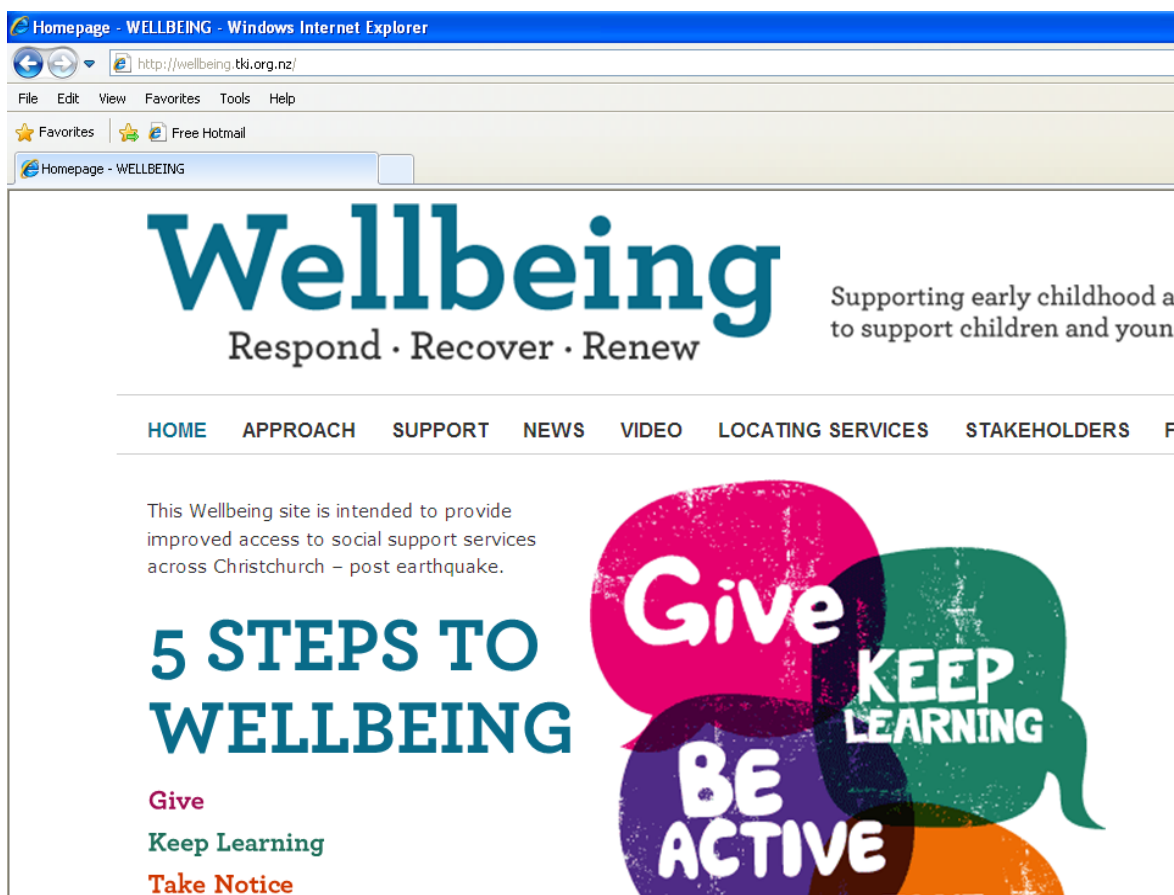 Homepage - WELLBEING - Windows Internet Explorer
http://wellbeing.tki.org.nz/
File Edit View Favorites Tools Help
Favorites Free Hotmail
Homepage - WELLBEING
Wellbeing
Respond · Recover · Renew
Supporting early childhood a
to support children and youn
HOME APPROACH SUPPORT NEWS VIDEO LOCATING SERVICES STAKEHOLDERS F
This Wellbeing site is intended to provide
improved access to social support services
across Christchurch – post earthquake.
5 STEPS TO
WELLBEING
Give
Keep Learning
Take Notice
Give
KEEP
LEARNING
BE
ACTIVE